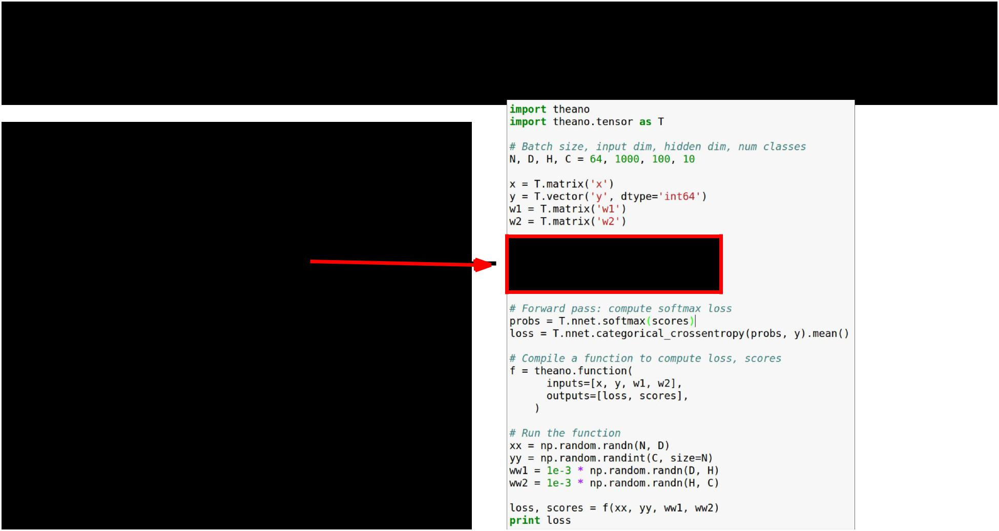 import theano
import theano.tensor as T
# Batch size, input dim, hidden dim, num classes
N, D, H, C = 64, 1000, 100, 10
x = T.matrix('x')
y = T.vector('y', dtype='int64')
w1 = T.matrix('w1')
w2 = T.matrix('w2')
# Forward pass: compute softmax loss
probs = T.nnet.softmax(scores)
loss = T.nnet.categorical_crossentropy(probs, y).mean()
# Compile a function to compute loss, scores
f = theano.function(
      inputs=[x, y, w1, w2],
      outputs=[loss, scores],
    )
# Run the function
xx = np.random.randn(N, D)
yy = np.random.randint(C, size=N)
ww1 = 1e-3 * np.random.randn(D, H)
ww2 = 1e-3 * np.random.randn(H, C)
loss, scores = f(xx, yy, ww1, ww2)
print loss